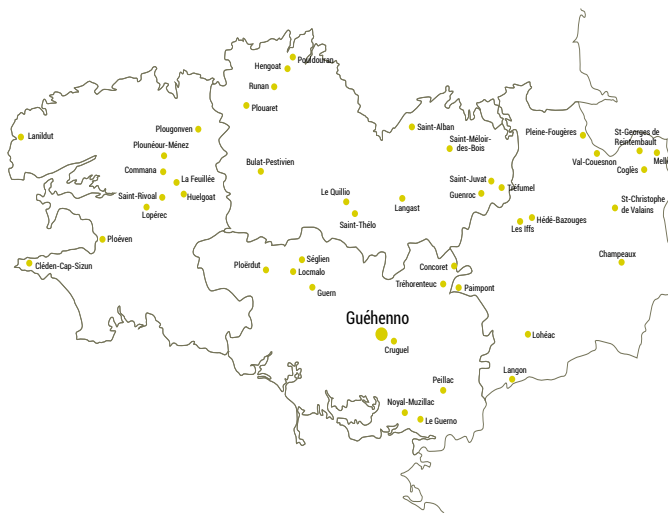 Pouldouran
Hengoat
Runan
Plouaret
Lanildut
Plougonven
Plounéour-Ménez
Commana
La Feuillée
Saint-Rivoal
Huelgoat
Lopérec
Ploéven
Cléden-Cap-Sizun
Bulat-Pestivien
Le Quillio
Saint-Thélo
Langast
Saint-Alban
Saint-Méloir-
des-Bois
Saint-Juvat
Guenroc
Tréfumel
Pleine-Fougères
Val-Couesnon
St-Georges de
Reintembault
Mell
Coglès
St-Christophe
de Valains
Hédé-Bazouges
Les Iffs
Champeaux
Ploërdut
Séglien
Locmalo
Guern
Concoret
Tréhorenteuc
Paimpont
Guéhenno
Cruguel
Lohéac
Langon
Peillac
Noyal-Muzillac
Le Guerno